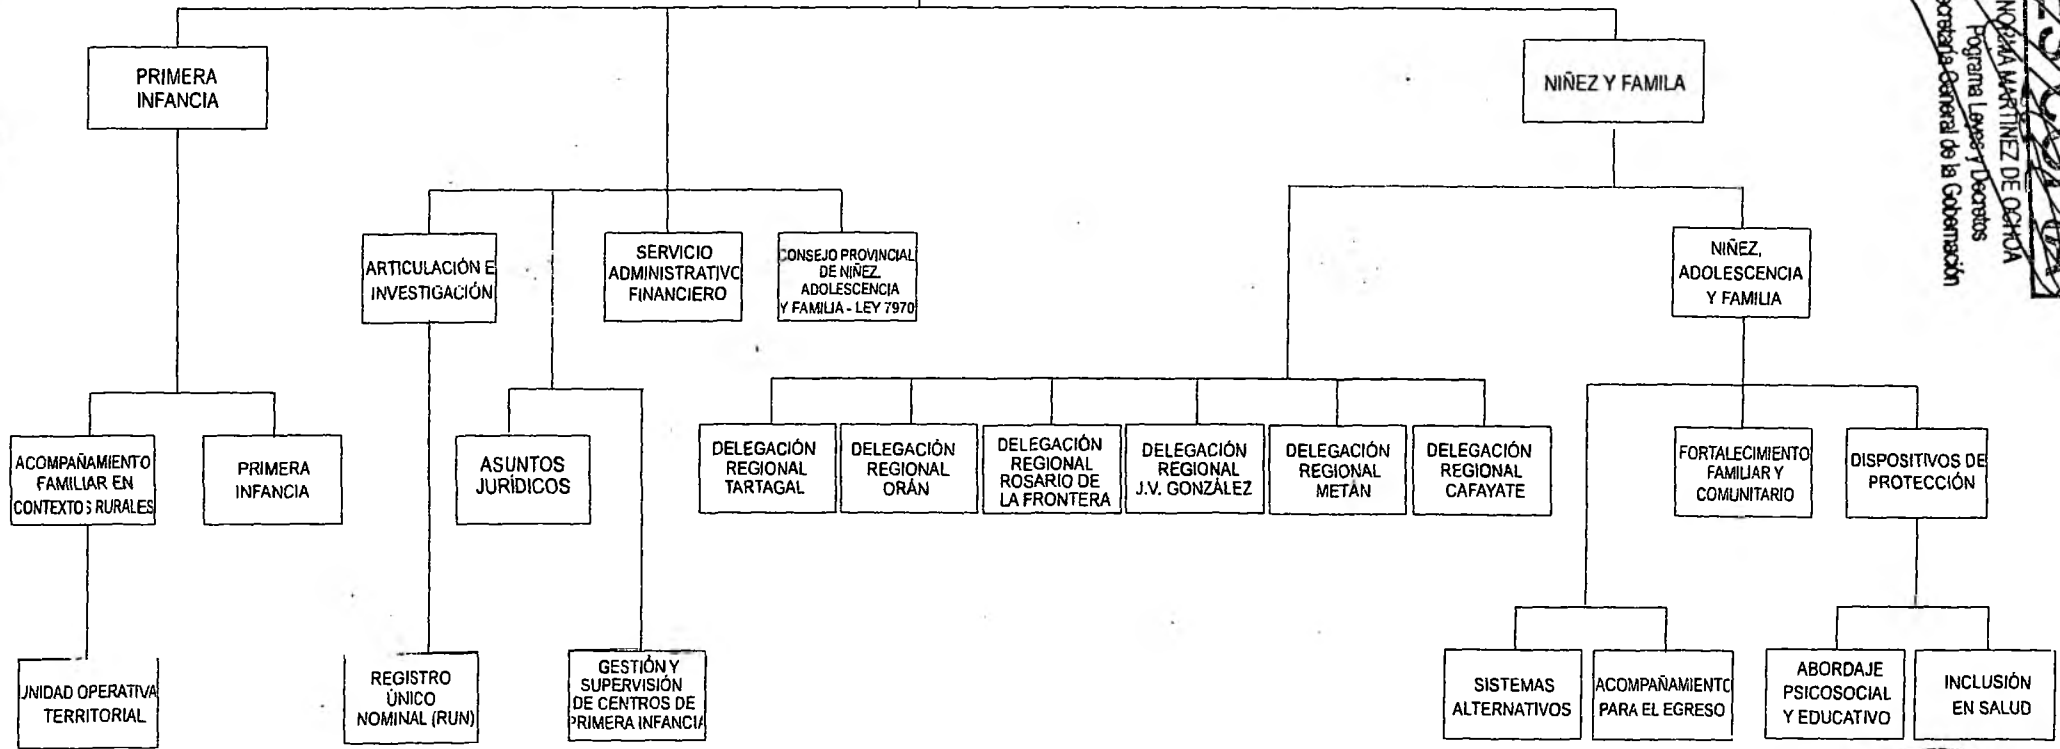 PRIMERA
INFANCIA
NIÑEZ Y FAMILA
NORMA MARTÍNEZ DE OCHOA
Programa Leyes y Decretos
Secretaría General de la Gobernación
ARTICULACIÓN E
INVESTIGACIÓN
SERVICIO
ADMINISTRATIVO
FINANCIERO
CONSEJO PROVINCIAL
DE NIÑEZ,
ADOLESCENCIA
Y FAMILIA - LEY 7970
NIÑEZ,
ADOLESCENCIA
Y FAMILIA
ACOMPAÑAMIENTO
FAMILIAR EN
CONTEXTOS RURALES
PRIMERA
INFANCIA
ASUNTOS
JURÍDICOS
DELEGACIÓN
REGIONAL
TARTAGAL
DELEGACIÓN
REGIONAL
ORÁN
DELEGACIÓN
REGIONAL
ROSARIO DE
LA FRONTERA
DELEGACIÓN
REGIONAL
J.V. GONZÁLEZ
DELEGACIÓN
REGIONAL
METÁN
DELEGACIÓN
REGIONAL
CAFAYATE
FORTALECIMIENTO
FAMILIAR Y
COMUNITARIO
DISPOSITIVOS DE
PROTECCIÓN
UNIDAD OPERATIVA
TERRITORIAL
REGISTRO
ÚNICO
NOMINAL (RUN)
GESTIÓN Y
SUPERVISIÓN
DE CENTROS DE
PRIMERA INFANCIA
SISTEMAS
ALTERNATIVOS
ACOMPAÑAMIENTO
PARA EL EGRESO
ABORDAJE
PSICOSOCIAL
Y EDUCATIVO
INCLUSIÓN
EN SALUD